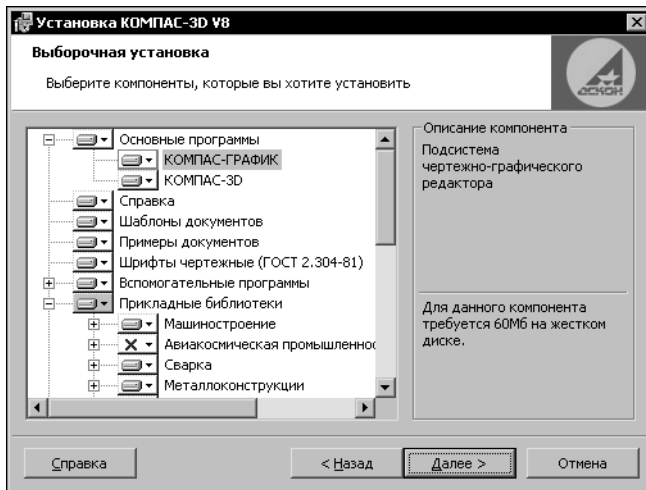 Установка КОМПАС-3D V8
Выборочная установка
Выберите компоненты, которые вы хотите установить
АСКОН
Основные программы
КОМПАС-ГРАФИК
КОМПАС-3D
Справка
Шаблоны документов
Примеры документов
Шрифты чертежные (ГОСТ 2.304-81)
Вспомогательные программы
Прикладные библиотеки
Машиностроение
Авиакосмическая промышленнос
Сварка
Металлоконструкции
Описание компонента
Подсистема
чертежно-графического
редактора
Для данного компонента
требуется 60Мб на жестком
диске.
Справка
< Назад
Далее >
Отмена